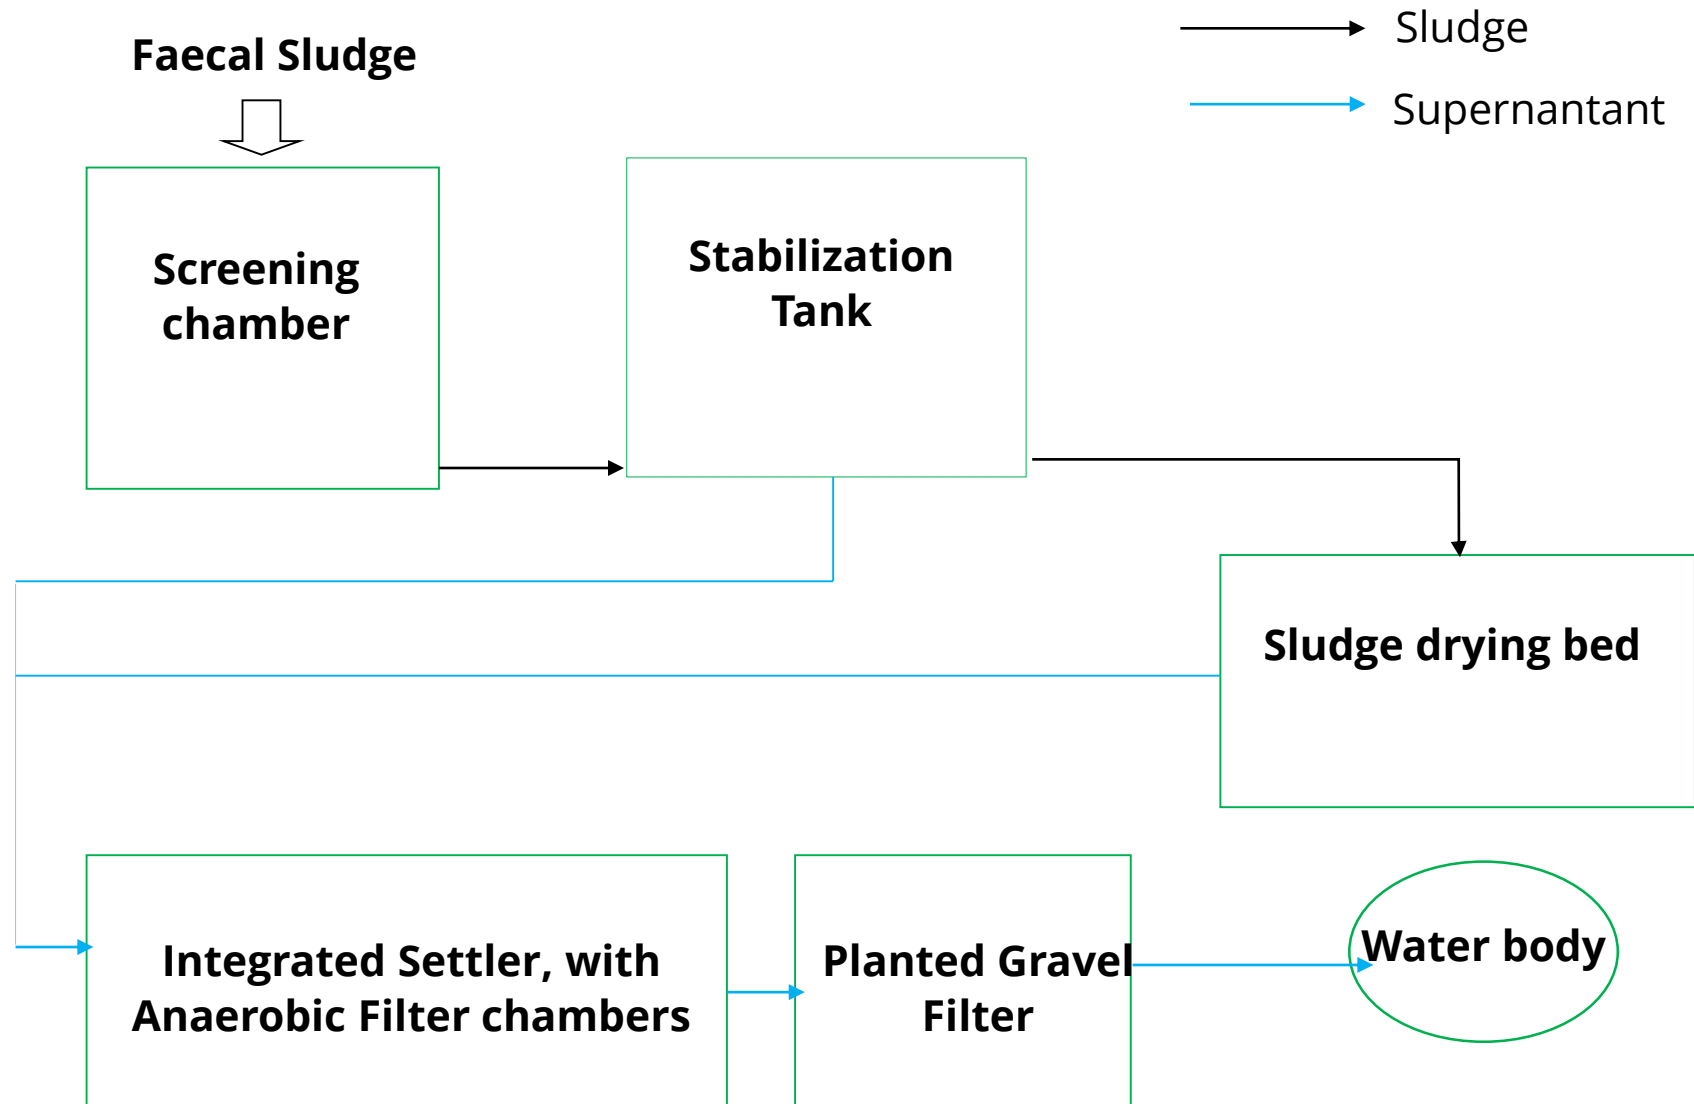 Faecal Sludge
Sludge
Supernantant
Screening
chamber
Stabilization
Tank
Sludge drying bed
Integrated Settler, with
Anaerobic Filter chambers
Planted Gravel
Filter
Water body